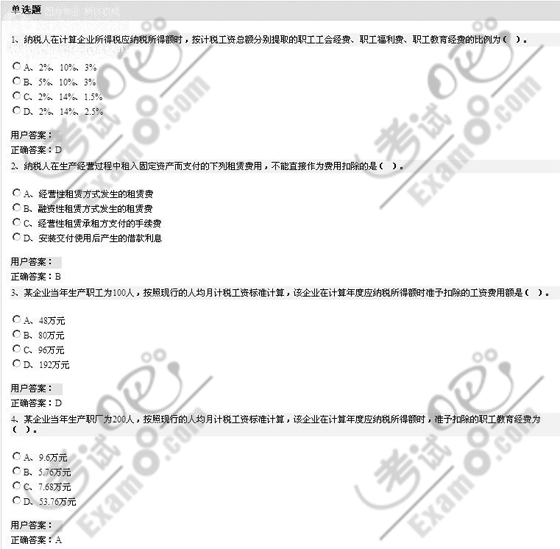 单选题
1、纳税人在计算企业所得税应纳税所得额时，按计税工资总额分别提取的职工工会经费、职工福利费、职工教育经费的比例为（ ）。
A、2%、10%、3%
B、5%、10%、3%
C、2%、14%、1.5%
D、2%、14%、2.5%
用户答案：
正确答案：D
2、纳税人在生产经营过程中租入固定资产而支付的下列租赁费用，不能直接作为费用扣除的是（ ）。
A、经营性租赁方式发生的租赁费
B、融资性租赁方式发生的租赁费
C、经营性租赁承租方支付的手续费
D、安装交付使用后产生的借款利息
用户答案：
正确答案：B
3、某企业当年生产职工为100人，按照现行的人均月计税工资标准计算，该企业在计算年度应纳税所得额时准予扣除的工资费用额是（ ）。
A、48万元
B、80万元
C、96万元
D、192万元
用户答案：
正确答案：D
4、某企业当年生产职厂为200人，按照现行的人均月计税工资标准计算，该企业在计算年度应纳税所得额时，准予扣除的职工教育经费为
（ ）。
A、9.6万元
B、5.76万元
C、7.68万元
D、53.76万元
用户答案：
正确答案：A
考试
Examw.com
考试
Examw.com
考试
Examw.com
考试
Examw.com